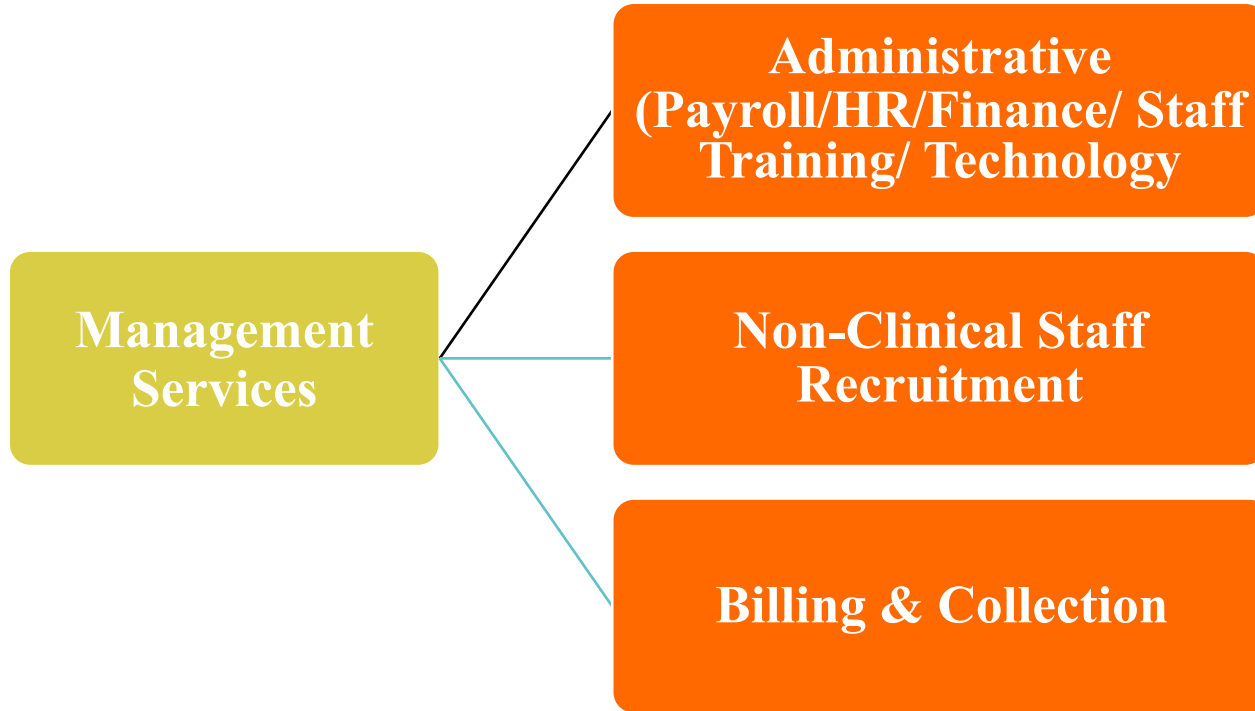 Administrative
(Payroll/HR/Finance/ Staff
Training/ Technology
Management
Services
Non-Clinical Staff
Recruitment
Billing & Collection